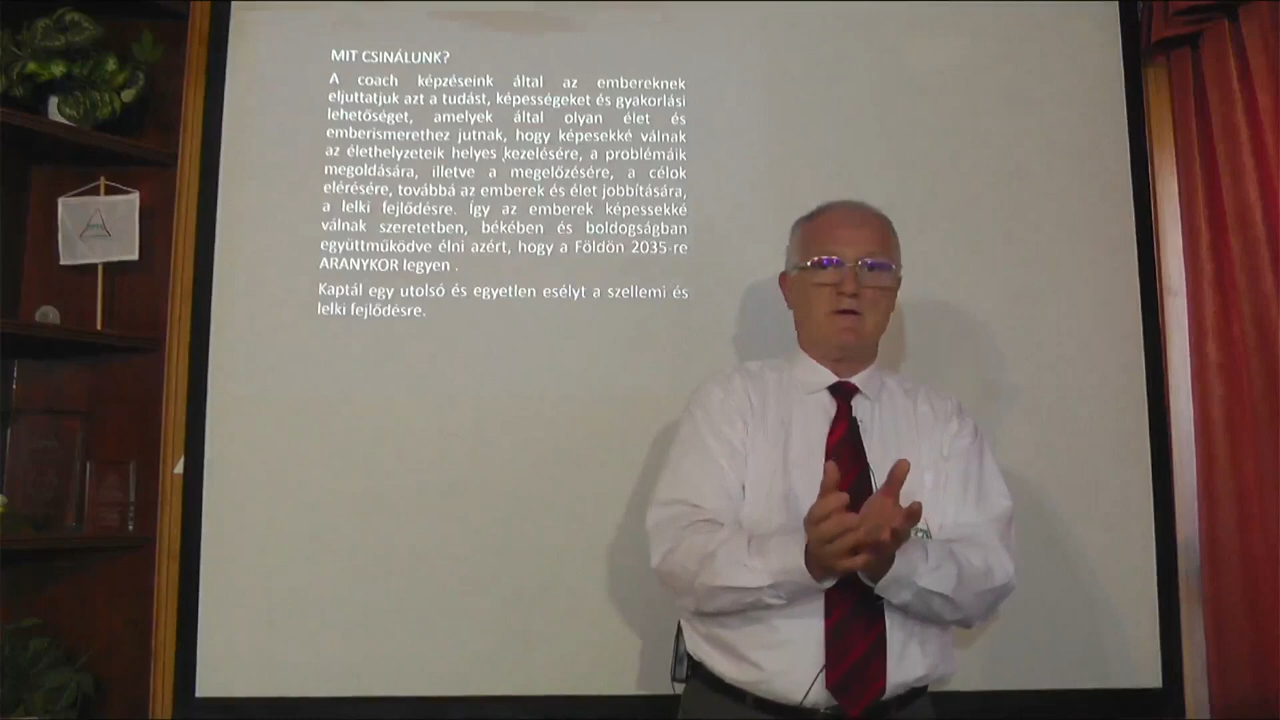 MIT CSINÁLUNK?
A coach képzéseink által az embereknek
eljuttatjuk azt a tudást, képességeket és gyakorlási
lehetőséget, amelyek által olyan élet és
emberismerethez jutnak, hogy képesekké válnak
az élethelyzeteik helyes kezelésére, a problémáik
megoldására, illetve a megelőzésére, a célok
elérésére, továbbá az emberek és élet jobbítására,
a lelki fejlődésre. Így az emberek képessekké
válnak szeretetben, békében és boldogságban
együttműködve élni azért, hogy a Földön 2035-re
ARANYKOR legyen .
Kaptál egy utolsó és egyetlen esélyt a szellemi és
lelki fejlődésre.